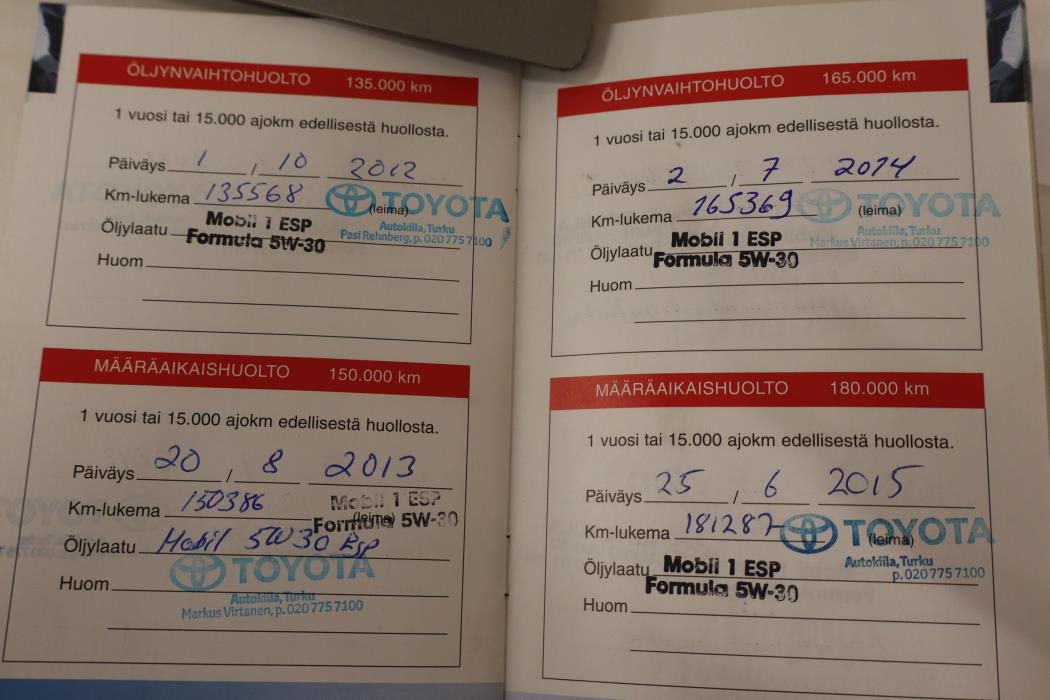 ÖLJYNVAIHTOHUOLTO 135.000 km
1 vuosi tai 15.000 ajokm edellisestä huollosta.
Päiväys 1 / 10 2012
Km-lukema 135568 TOYOTA
(leima)
Öljylaatu Mobil 1 ESP Autokiila, Turku
Formula 5W-30 Pasi Rehnberg, p. 020 775 7100
Huom
MÄÄRÄAIKAISHUOLTO 150.000 km
1 vuosi tai 15.000 ajokm edellisestä huollosta.
Päiväys 20 / 8 2013
Km-lukema 150386 Mobil 1 ESP
(leima) Formula 5W-30
Öljylaatu Mobil 5W30 Esp
TOYOTA
Huom Autokiila, Turku
Markus Virtanen, p. 020 775 7100
ÖLJYNVAIHTOHUOLTO 165.000 km
1 vuosi tai 15.000 ajokm edellisestä huollosta.
Päiväys 2 / 7 2014
Km-lukema 165369 TOYOTA
(leima)
Öljylaatu Mobil 1 ESP Autokiila, Turku
Formula 5W-30 Markus Virtanen, p. 020 775 7100
Huom
MÄÄRÄAIKAISHUOLTO 180.000 km
1 vuosi tai 15.000 ajokm edellisestä huollosta.
Päiväys 25 / 6 2015
Km-lukema 181287 TOYOTA
(leima)
Öljylaatu Mobil 1 ESP Autokiila, Turku
Formula 5W-30 p. 020 775 7100
Huom